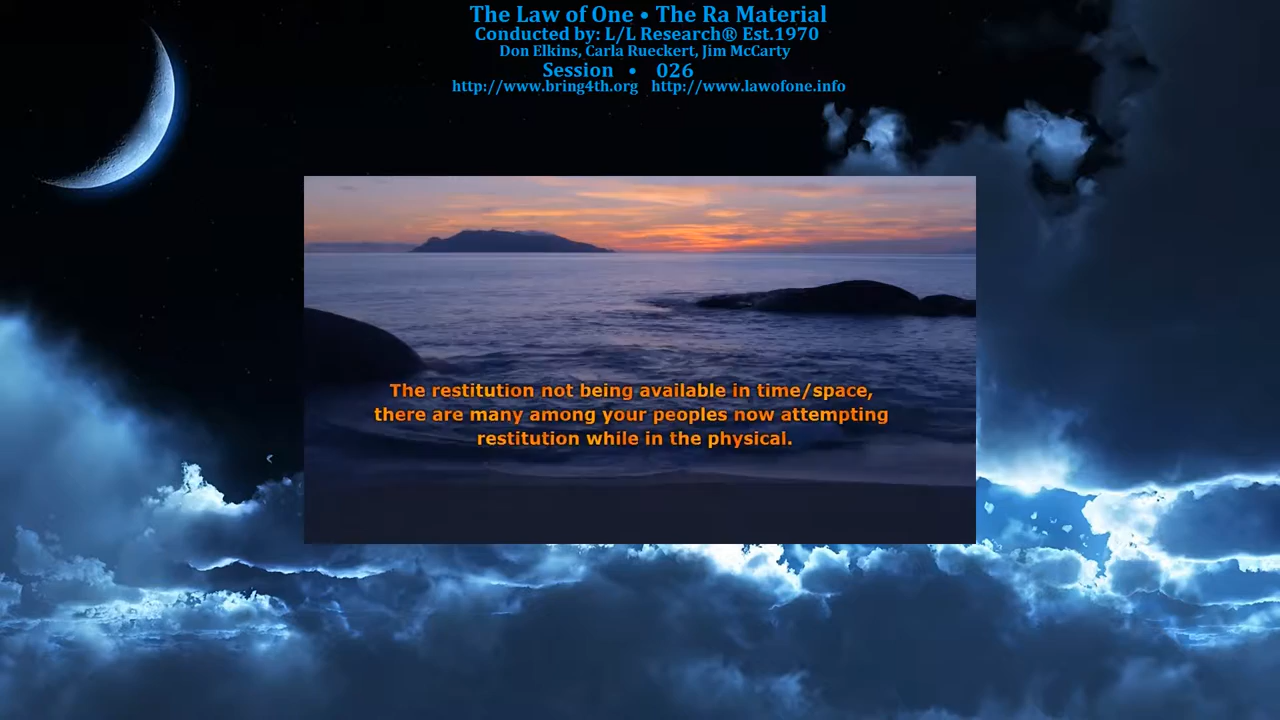 The Law of One • The Ra Material
Conducted by: L/L Research® Est.1970
Don Elkins, Carla Rueckert, Jim McCarty
Session • 026
http://www.bring4th.org http://www.lawofone.info
The restitution not being available in time/space,
there are many among your peoples now attempting
restitution while in the physical.